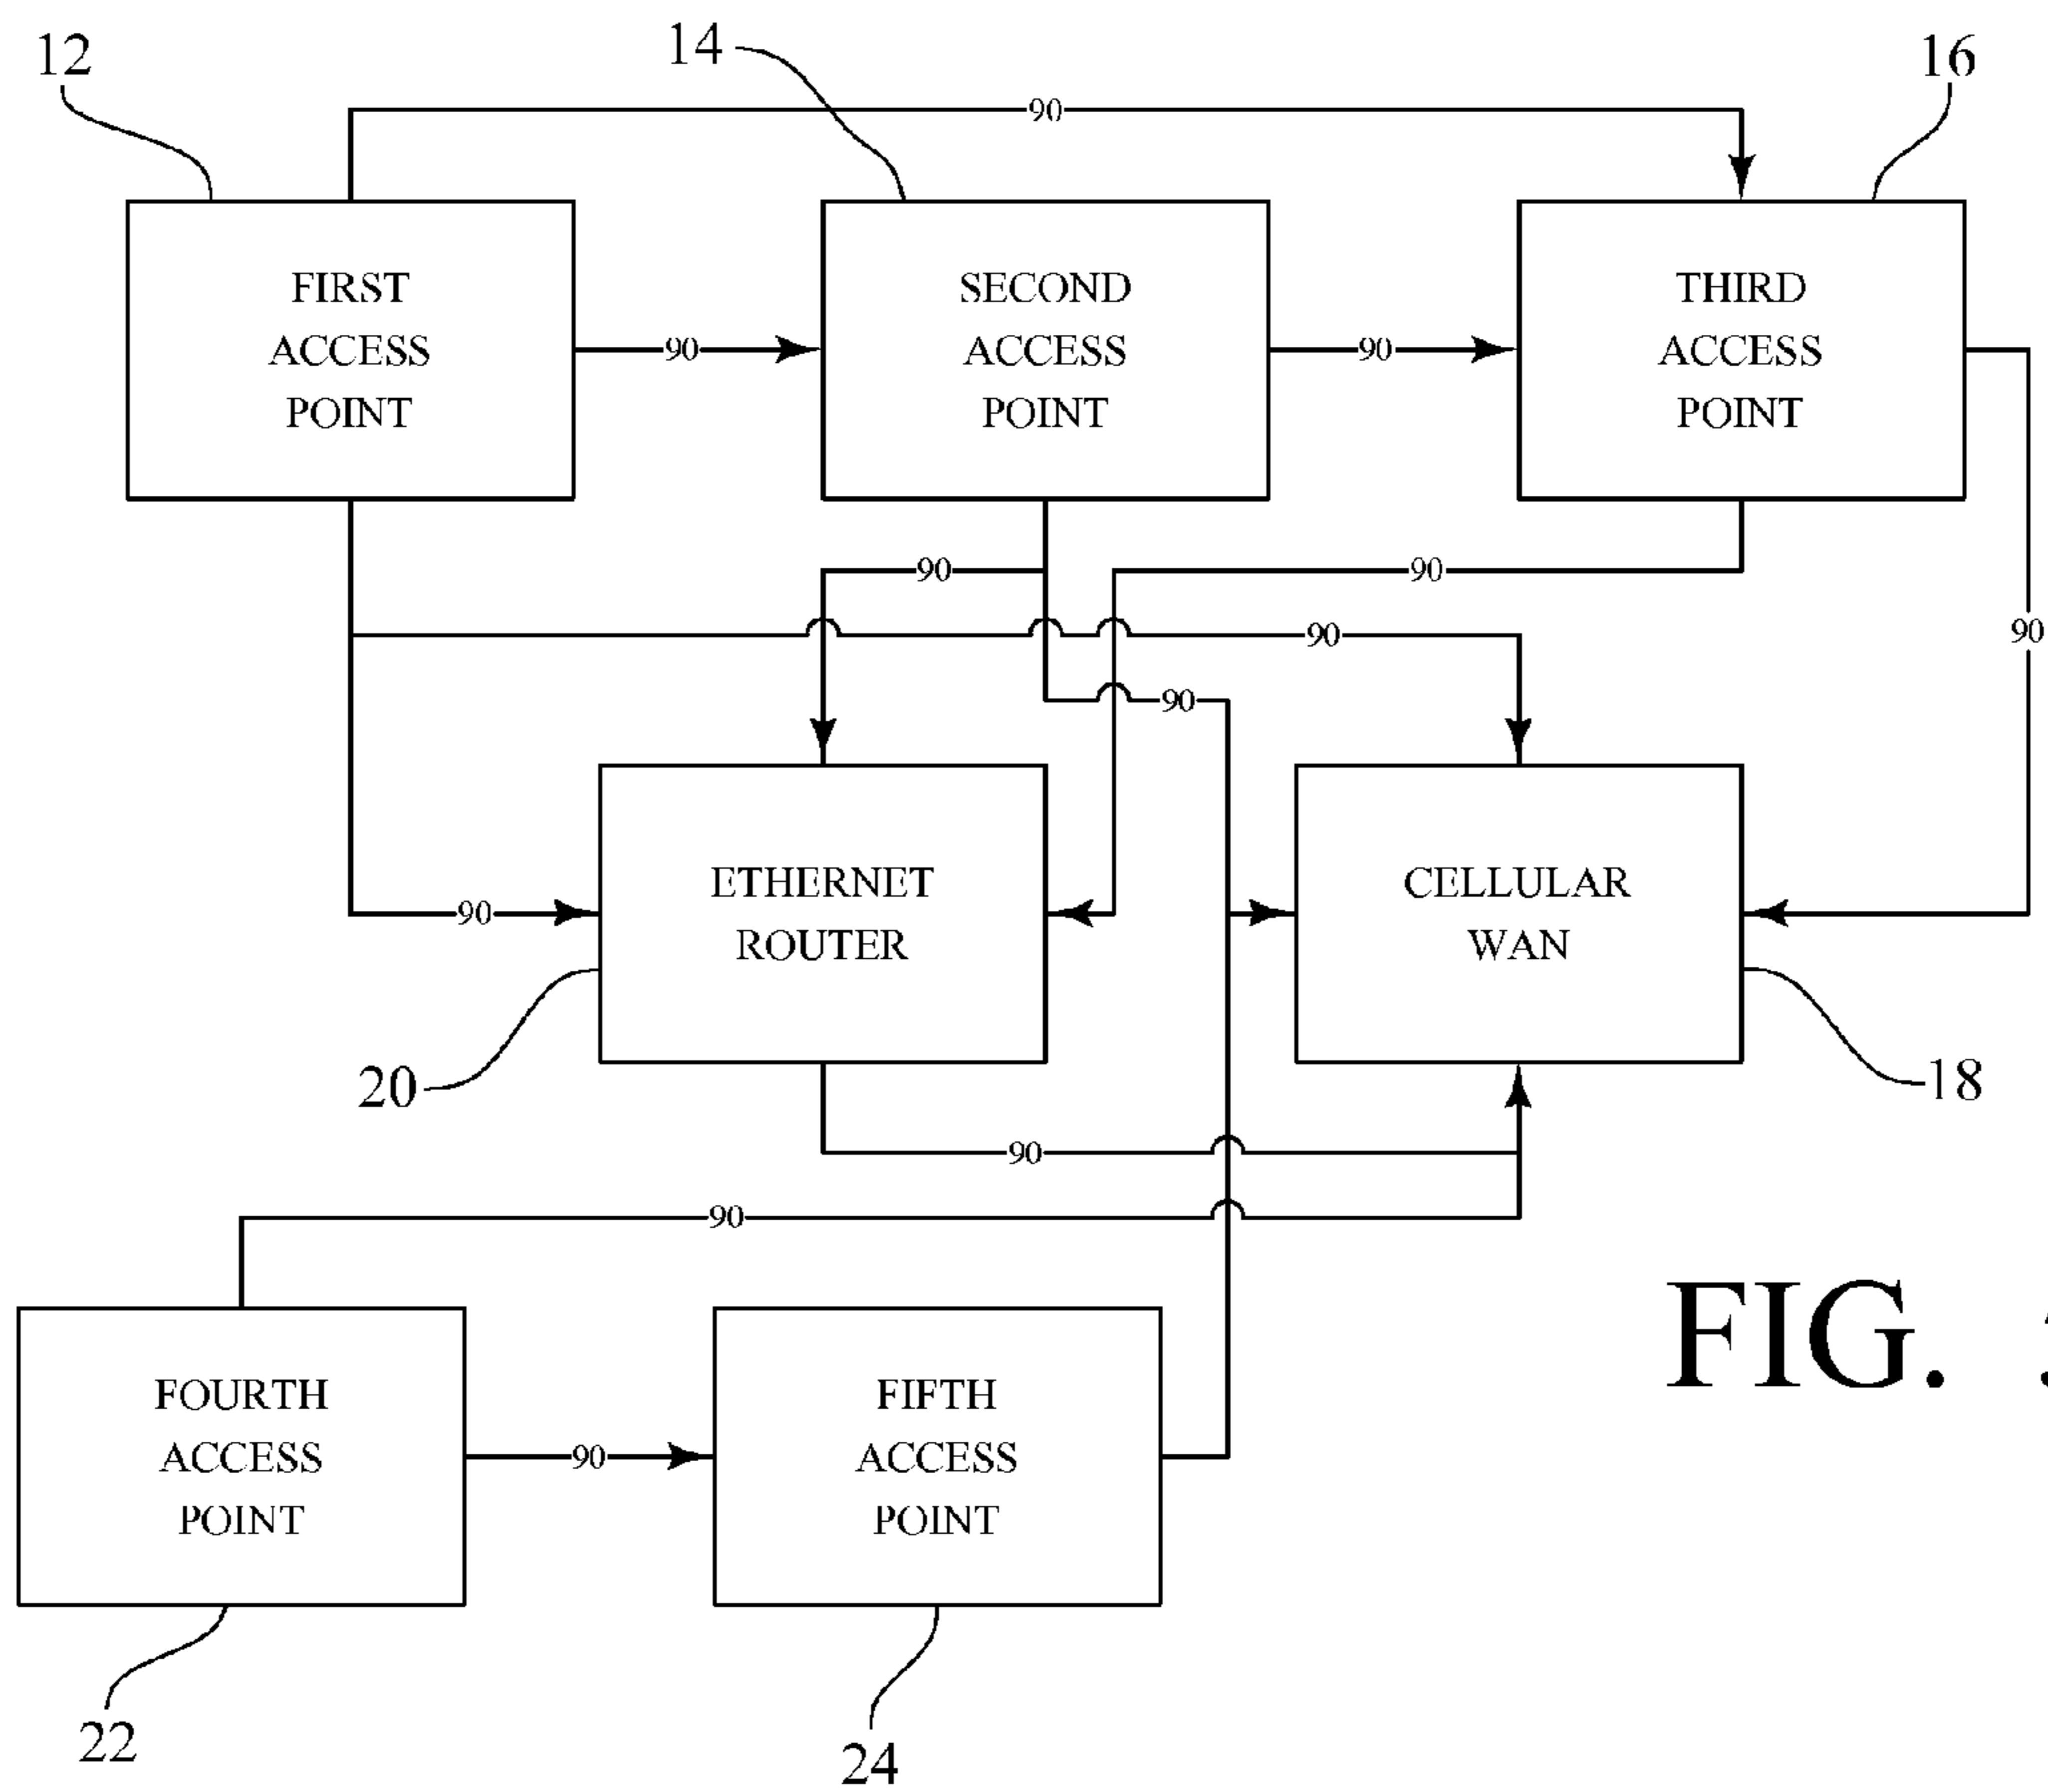 12
14
16
90
FIRST
ACCESS
POINT
90
SECOND
ACCESS
POINT
90
THIRD
ACCESS
POINT
90
90
90
90
90
ETHERNET
ROUTER
CELLULAR
WAN
90
20
18
90
90
FIG.
FOURTH
ACCESS
POINT
90
FIFTH
ACCESS
POINT
22
24